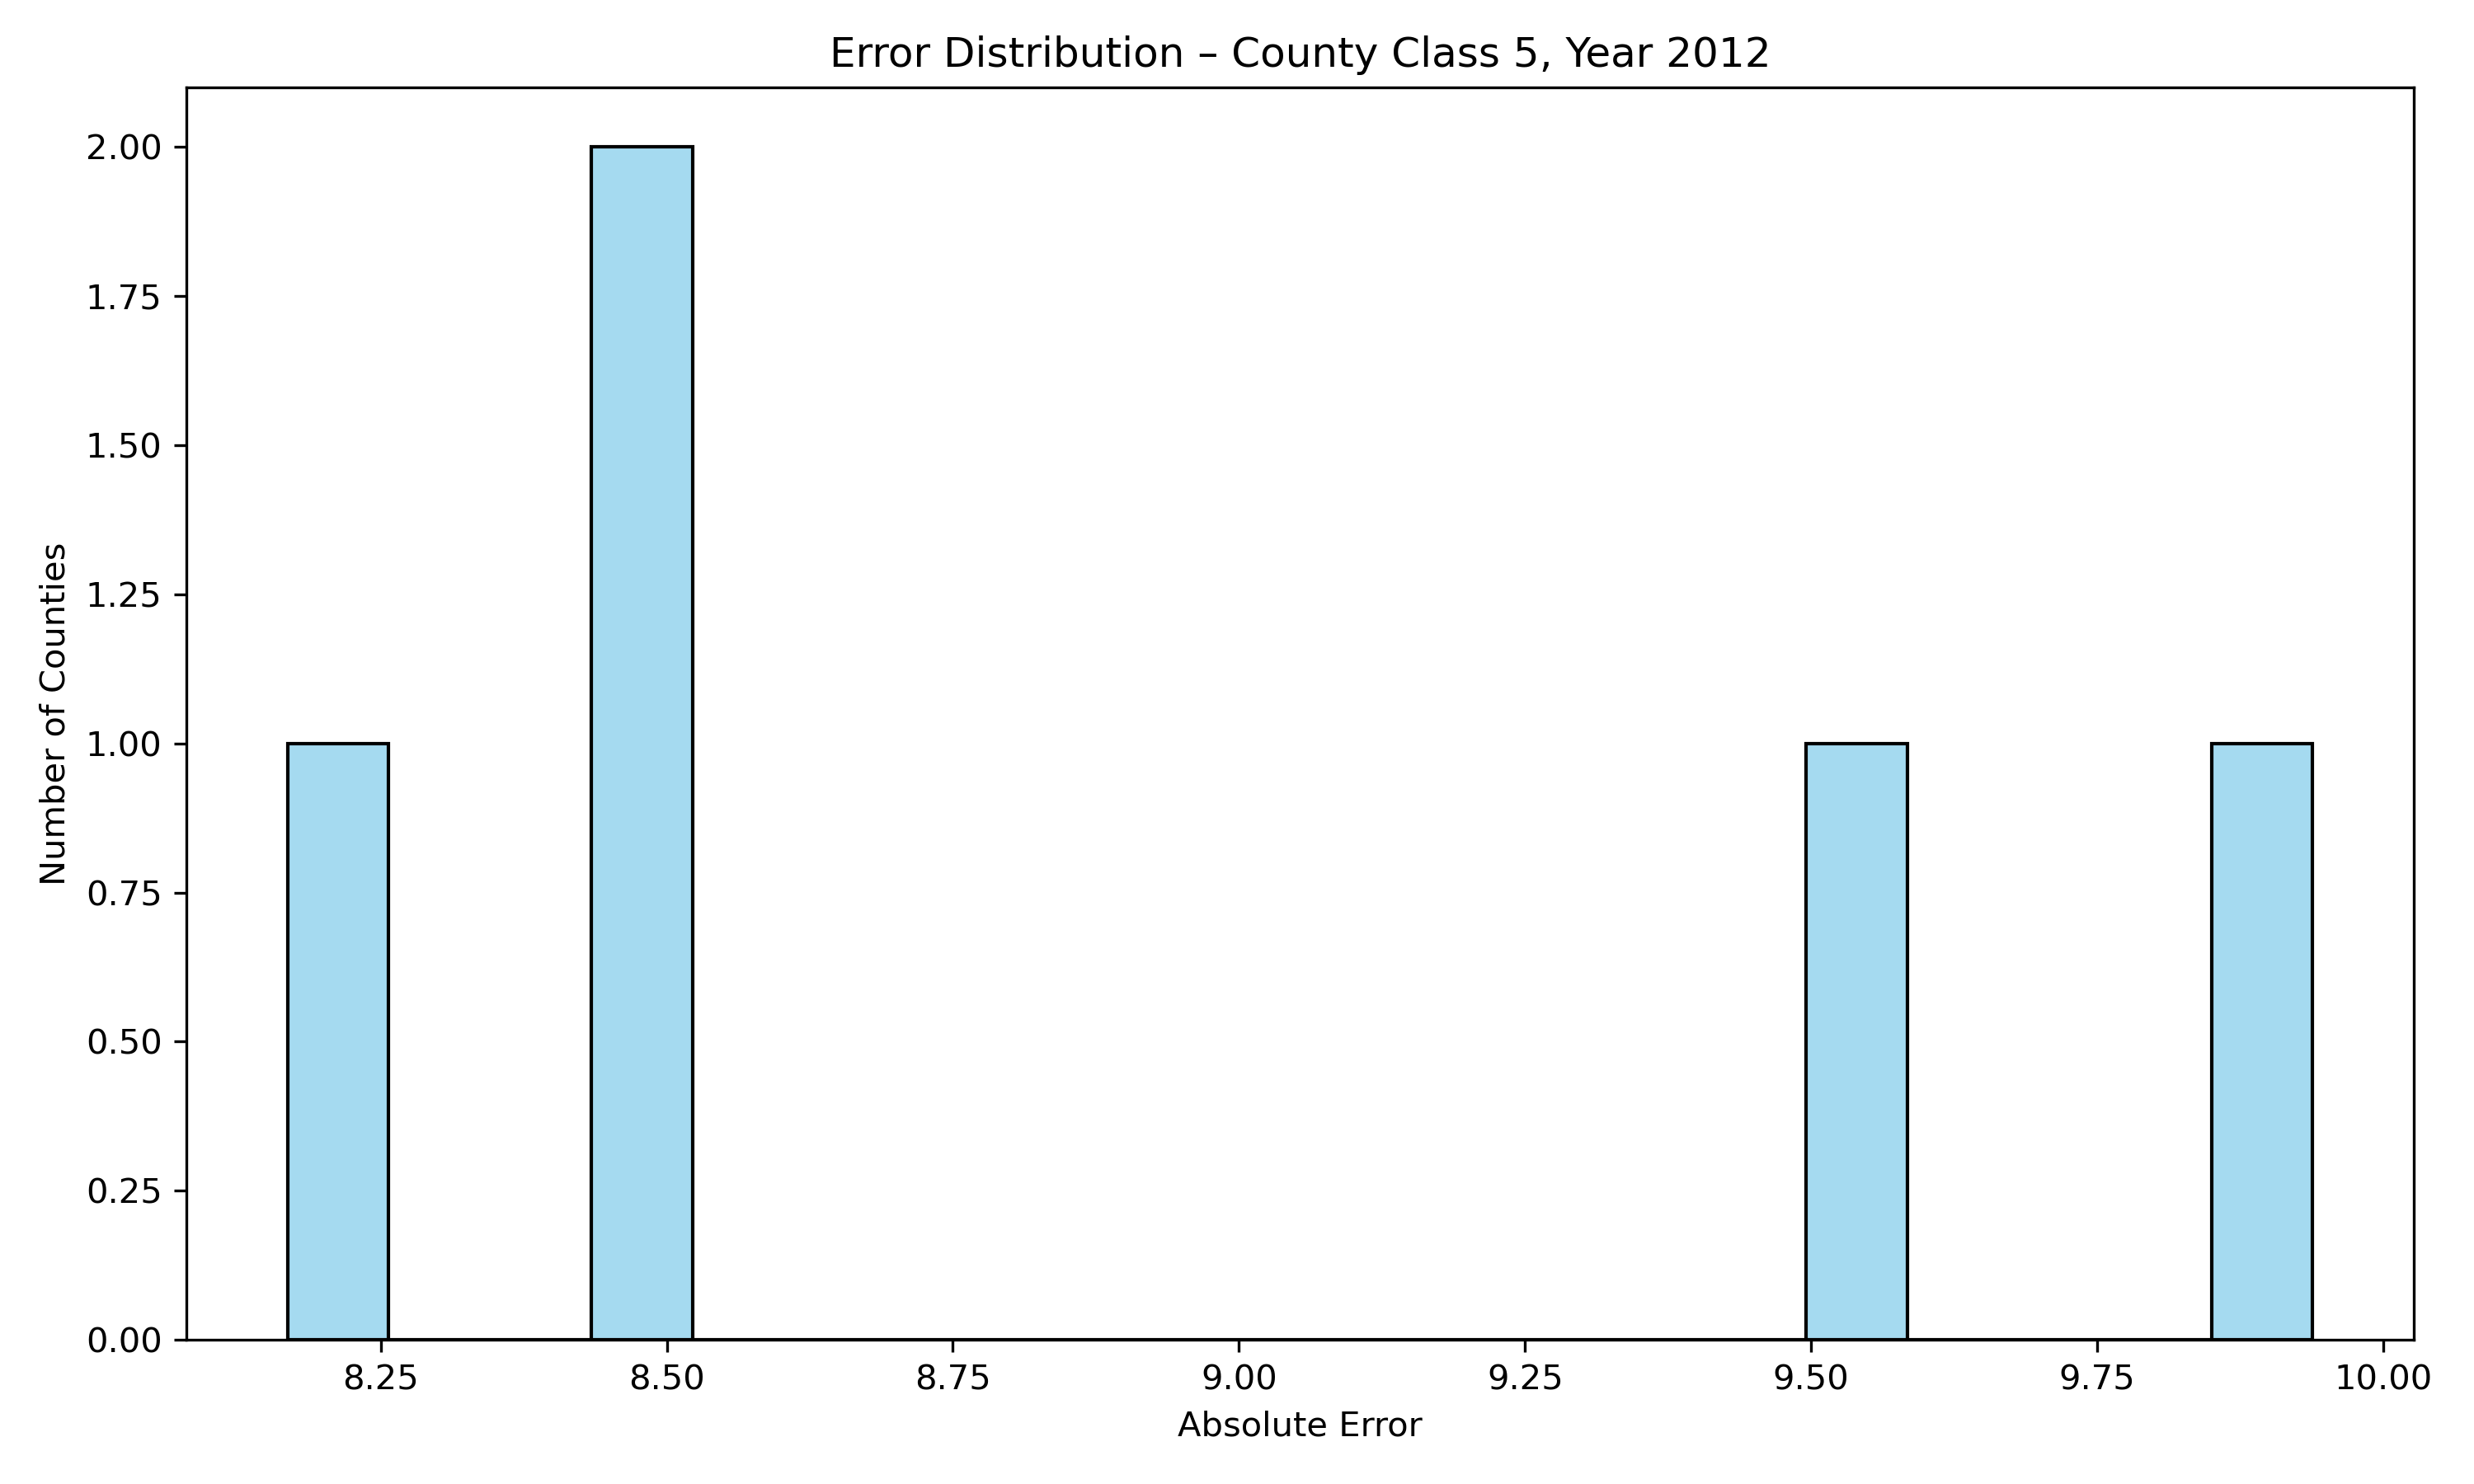 Error Distribution – County Class 5, Year 2012
Number of Counties
2.00
1.75
1.50
1.25
1.00
0.75
0.50
0.25
0.00
8.25 8.50 8.75 9.00 9.25 9.50 9.75 10.00
Absolute Error